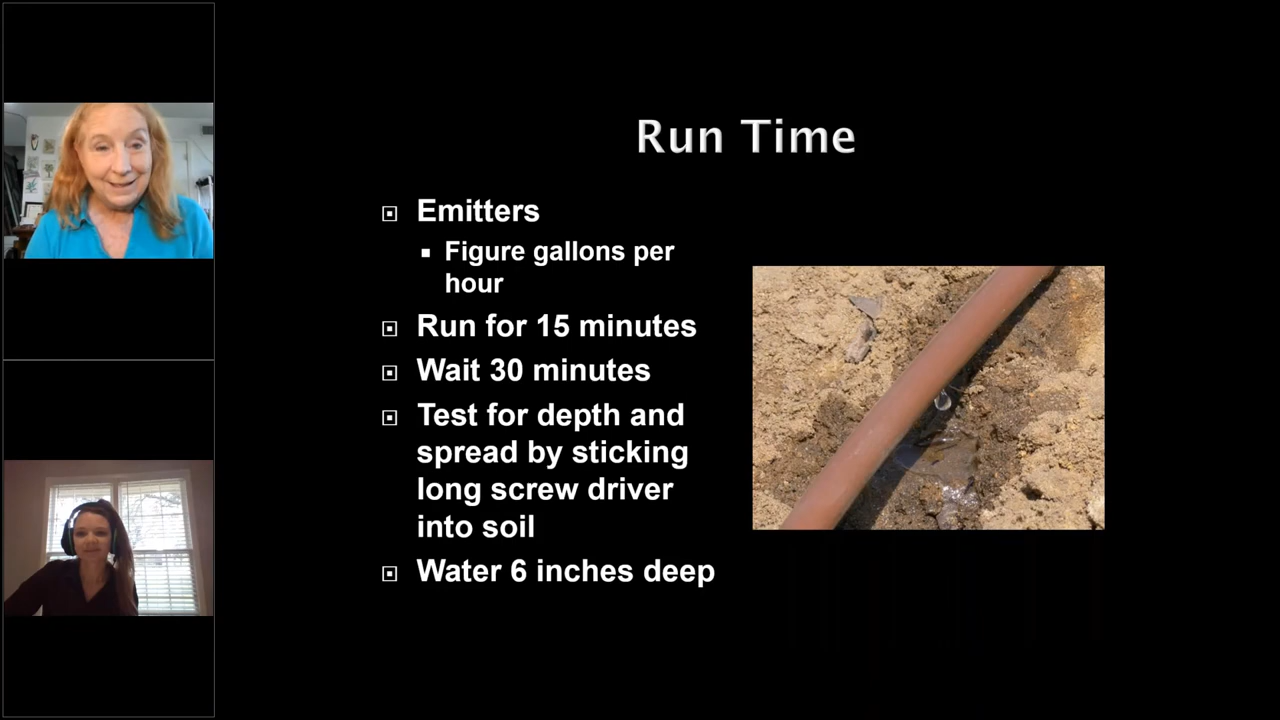 Run Time
Emitters
Figure gallons per
hour
Run for 15 minutes
Wait 30 minutes
Test for depth and
spread by sticking
long screw driver
into soil
Water 6 inches deep